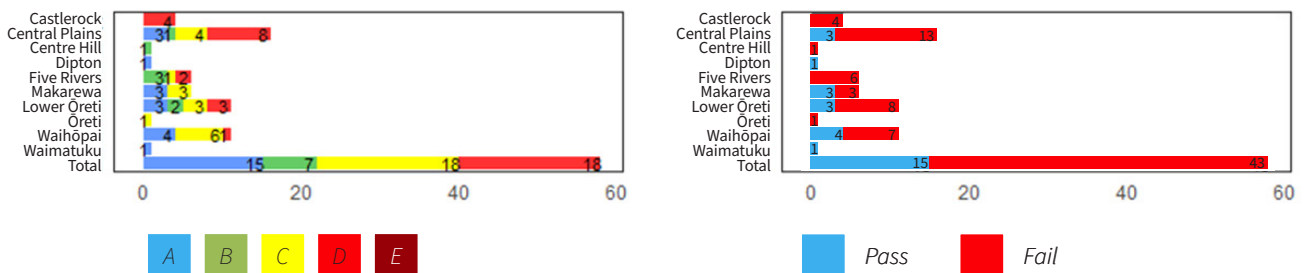 Castlerock 4
Central Plains 3 1 4 8
Centre Hill 1
Dipton 1
Five Rivers 3 1 2
Makarewa 3 3
Lower Ōreti 3 2 3 3
Ōreti 1
Waihōpai 4 6 1
Waimatuku 1
Total 15 7 18 18
0 20 40 60
A B C D E
Castlerock 4
Central Plains 3 13
Centre Hill 1
Dipton 1
Five Rivers 6
Makarewa 3 3
Lower Ōreti 3 8
Ōreti 1
Waihōpai 4 7
Waimatuku 1
Total 15 43
0 20 40 60
Pass Fail